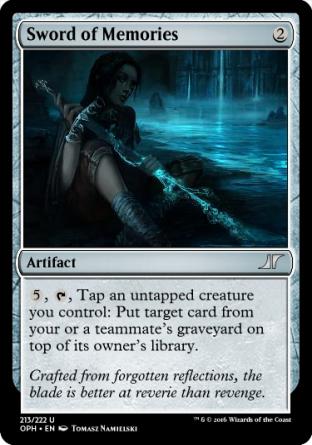 Sword of Memories 2
Artifact
5, T, Tap an untapped creature
you control: Put target card from
your or a teammate's graveyard on
top of its owner's library.
Crafted from forgotten reflections, the
blade is better at reverie than revenge.
213/222 U
OPH • EN Tomasz Namielski
™ & © 2016 Wizards of the Coast